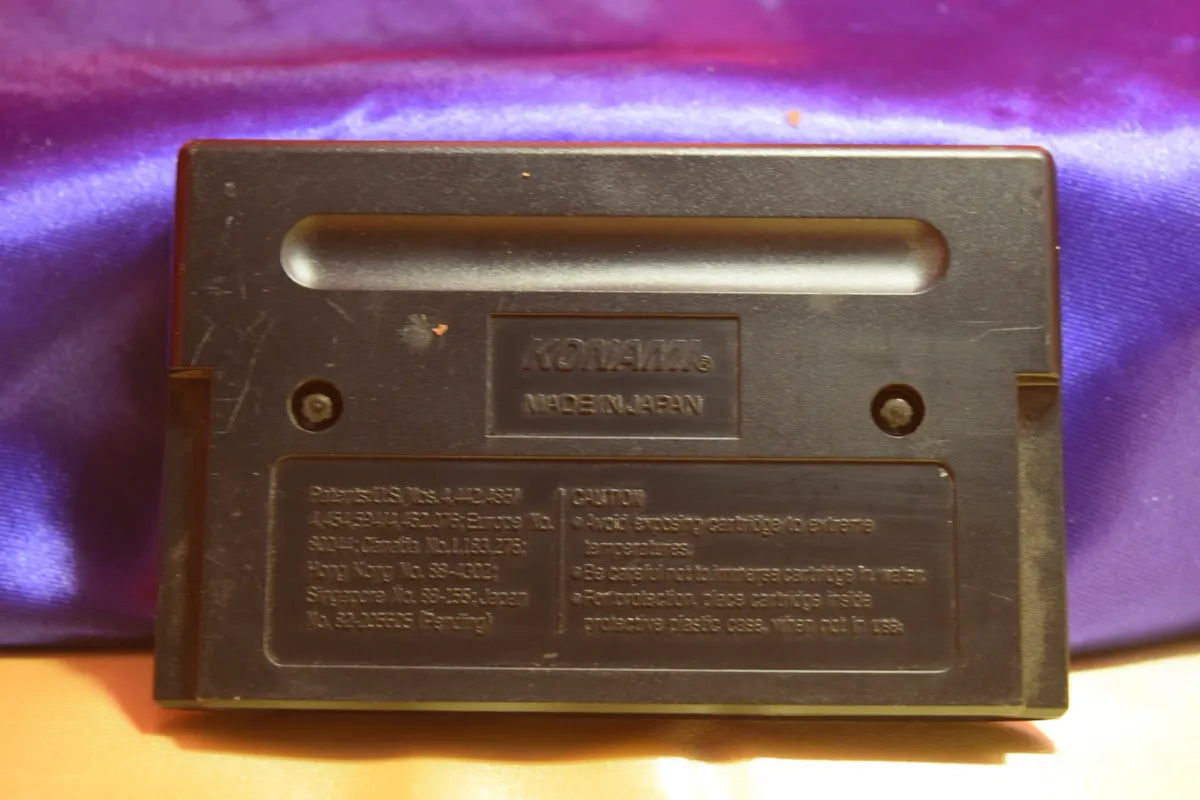 KONAMI®
MADE IN JAPAN
Patents: U.S. Nos. 4,442,486/
4,454,594/4,462,076; Europe No.
80244; Canada No. 1,183,276;
Hong Kong No. 88-4302;
Singapore No. 88-155; Japan
No. 82-205605 (Pending)
CAUTION
• Avoid exposing cartridge to extreme
temperatures.
• Be careful not to immerse cartridge in water.
• For protection, place cartridge inside
protective plastic case, when not in use.